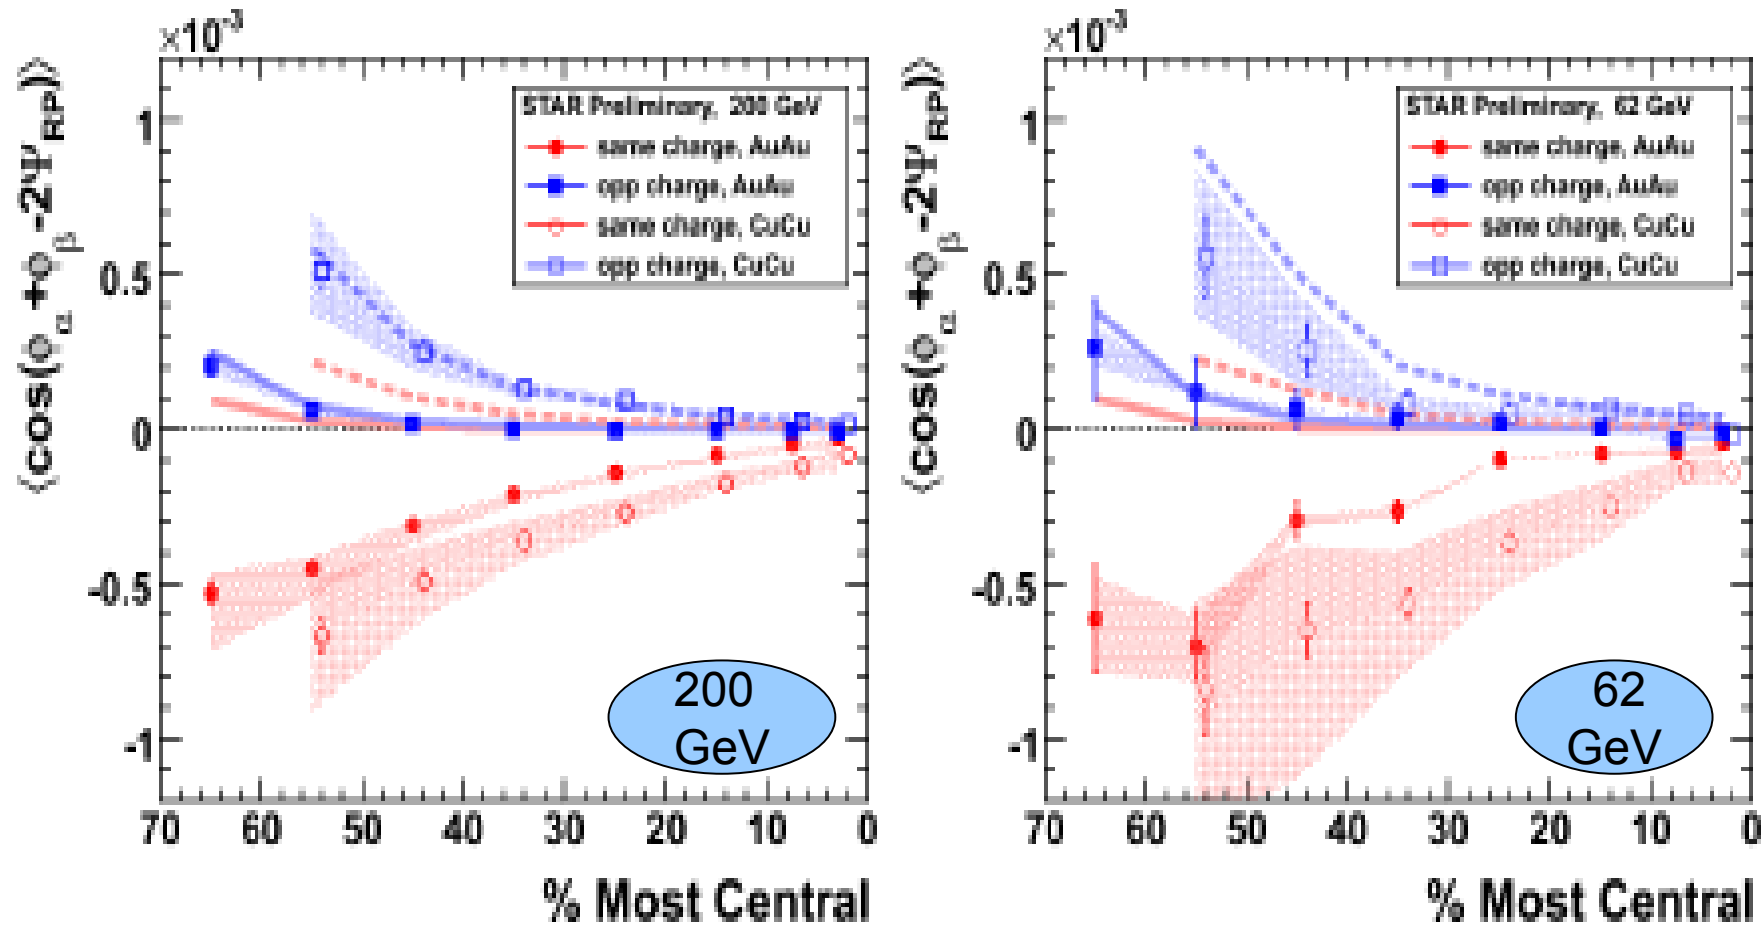 ×10⁻³
⟨cos(ϕα+ϕβ-2ΨRP)⟩
1
0.5
0
-0.5
-1
STAR Preliminary, 200 GeV
same charge, AuAu
opp charge, AuAu
same charge, CuCu
opp charge, CuCu
200
GeV
70 60 50 40 30 20 10 0
% Most Central
×10⁻³
⟨cos(ϕα+ϕβ-2ΨRP)⟩
1
0.5
0
-0.5
-1
STAR Preliminary, 62 GeV
same charge, AuAu
opp charge, AuAu
same charge, CuCu
opp charge, CuCu
62
GeV
70 60 50 40 30 20 10 0
% Most Central